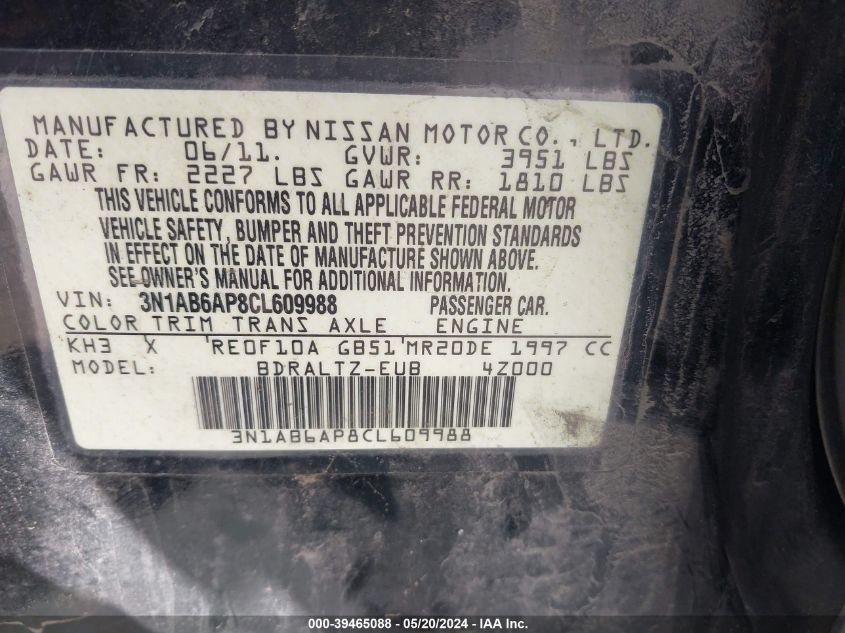 MANUFACTURED BY NISSAN MOTOR CO., LTD.
DATE: 06/11. GVWR: 3951 LBS
GAWR FR: 2227 LBS GAWR RR: 1810 LBS
THIS VEHICLE CONFORMS TO ALL APPLICABLE FEDERAL MOTOR
VEHICLE SAFETY, BUMPER AND THEFT PREVENTION STANDARDS
IN EFFECT ON THE DATE OF MANUFACTURE SHOWN ABOVE.
SEE OWNER'S MANUAL FOR ADDITIONAL INFORMATION.
VIN: 3N1AB6AP8CL609988 PASSENGER CAR.
COLOR TRIM TRANS AXLE ENGINE
KH3 X RE0F10A GB51 MR20DE 1997 CC
MODEL: BDRALTZ-EUB 4Z000
3N1AB6AP8CL609988
000-39465088 - 05/20/2024 - IAA Inc.